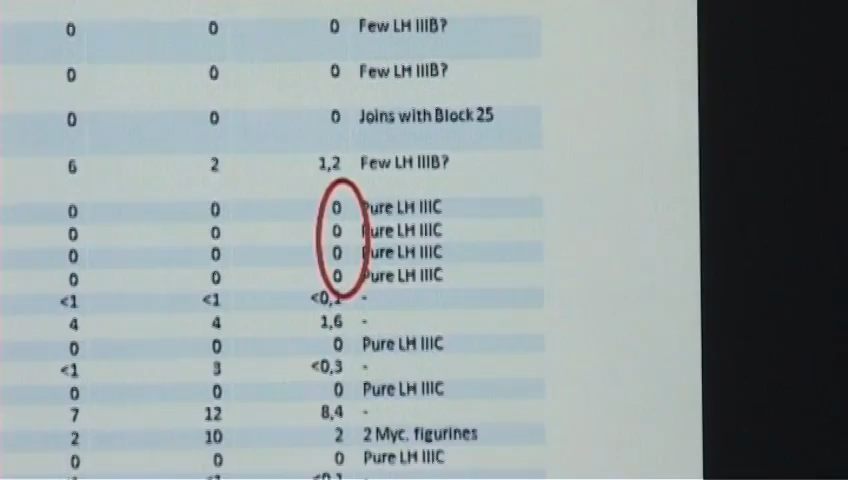 0 0 0 Few LH IIIB?
0 0 0 Few LH IIIB?
0 0 0 Joins with Block 25
6 2 1,2 Few LH IIIB?
0 0 0 Pure LH IIIC
0 0 0 Pure LH IIIC
0 0 0 Pure LH IIIC
0 0 0 Pure LH IIIC
<1 <1 <0,1 -
4 4 1,6 -
0 0 0 Pure LH IIIC
<1 3 <0,3 -
0 0 0 Pure LH IIIC
7 12 8,4 -
2 10 2 2 Myc. figurines
0 0 0 Pure LH IIIC